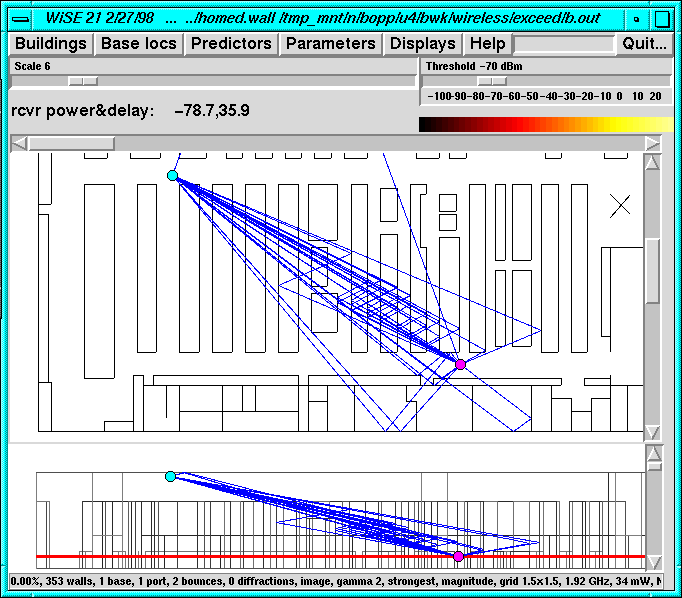 WiSE 21 2/27/98 ... .../homed.wall /tmp_mnt/n/bopp/u4/bwk/wireless/exceed/b.out
Buildings Base locs Predictors Parameters Displays Help Quit...
Scale 6
Threshold -70 dBm
-100-90-80-70-60-50-40-30-20-10 0 10 20
rcvr power&delay: -78.7,35.9
0.00%, 353 walls, 1 base, 1 port, 2 bounces, 0 diffractions, image, gamma 2, strongest, magnitude, grid 1.5x1.5, 1.92 GHz, 34 mW,